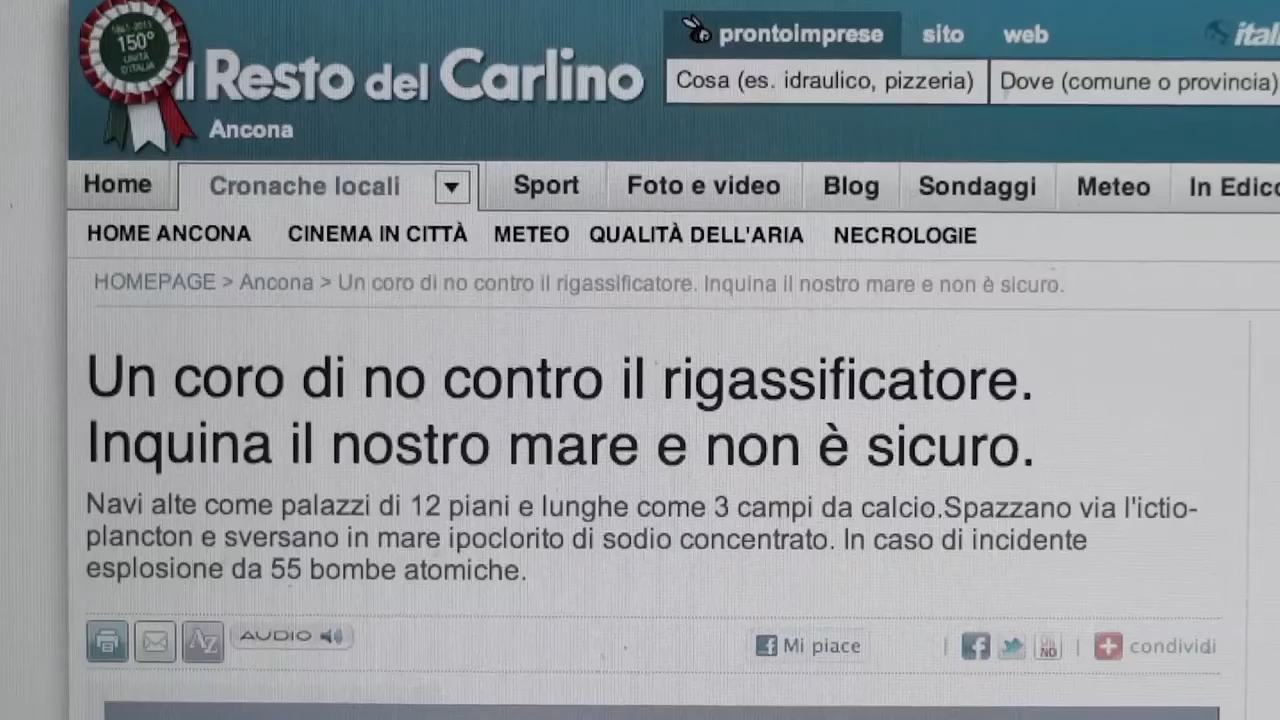 150°
UNITÀ
D'ITALIA
il Resto del Carlino
Ancona
prontoimprese sito web
Cosa (es. idraulico, pizzeria) Dove (comune o provincia)
Home Cronache locali Sport Foto e video Blog Sondaggi Meteo In Edic
HOME ANCONA CINEMA IN CITTÀ METEO QUALITÀ DELL'ARIA NECROLOGIE
HOMEPAGE > Ancona > Un coro di no contro il rigassificatore. Inquina il nostro mare e non è sicuro.
Un coro di no contro il rigassificatore.
Inquina il nostro mare e non è sicuro.
Navi alte come palazzi di 12 piani e lunghe come 3 campi da calcio.Spazzano via l'ictio-
plancton e sversano in mare ipoclorito di sodio concentrato. In caso di incidente
esplosione da 55 bombe atomiche.
AZ AUDIO Mi piace condividi